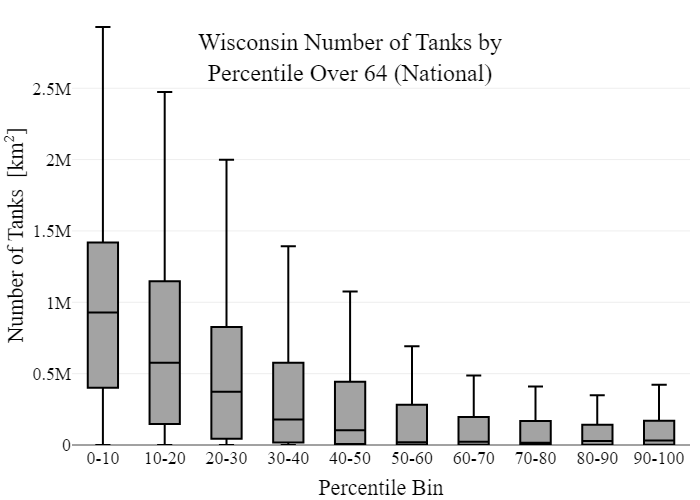 Wisconsin Number of Tanks by
Percentile Over 64 (National)
Number of Tanks [km²]
2.5M
2M
1.5M
1M
0.5M
0
0-10 10-20 20-30 30-40 40-50 50-60 60-70 70-80 80-90 90-100
Percentile Bin